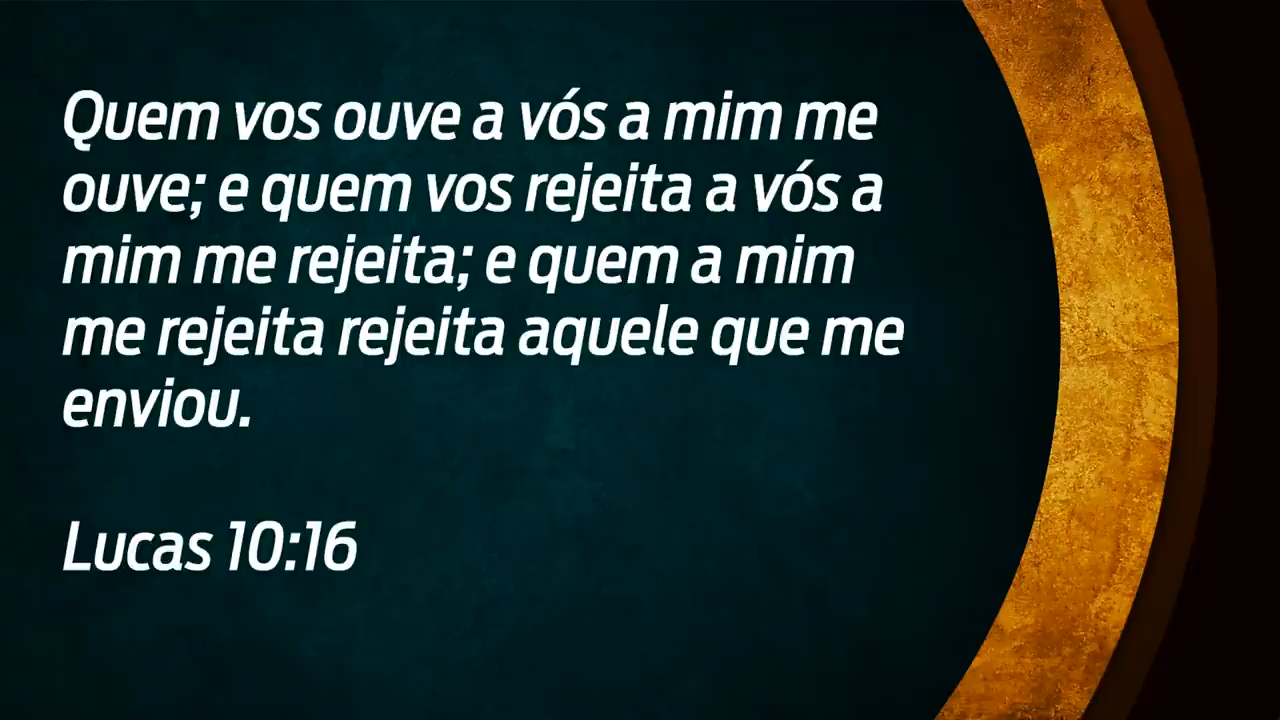 Quem vos ouve a vós a mim me
ouve; e quem vos rejeita a vós a
mim me rejeita; e quem a mim
me rejeita rejeita aquele que me
enviou.
Lucas 10:16